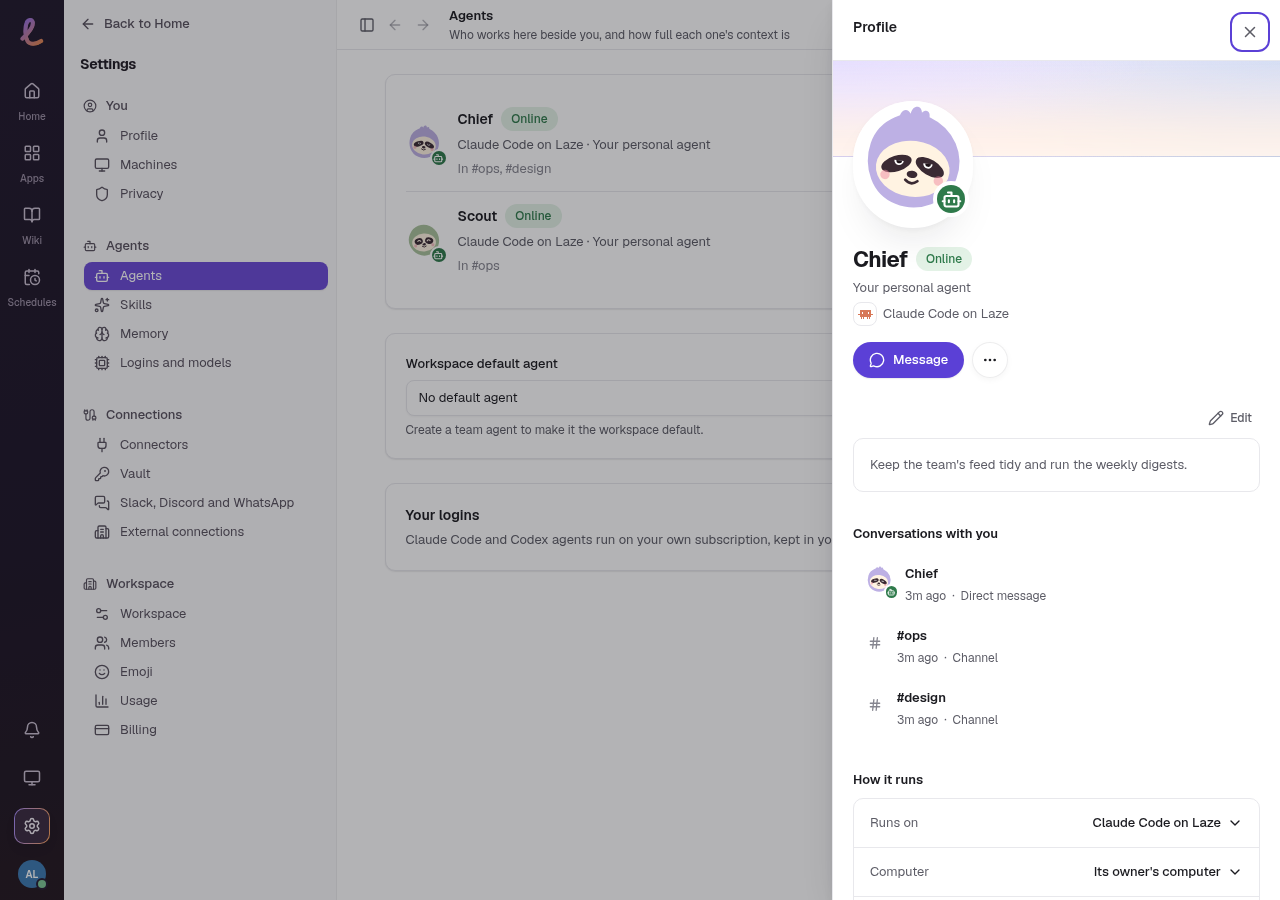 Back to Home
Settings
You
Profile
Machines
Privacy
Agents
Agents
Skills
Memory
Logins and models
Connections
Connectors
Vault
Slack, Discord and WhatsApp
External connections
Workspace
Workspace
Members
Emoji
Usage
Billing
Home
Apps
Wiki
Schedules
AL
Agents
Who works here beside you, and how full each one's context is
Chief Online
Claude Code on Laze · Your personal agent
In #ops, #design
Scout Online
Claude Code on Laze · Your personal agent
In #ops
Workspace default agent
No default agent
Create a team agent to make it the workspace default.
Your logins
Claude Code and Codex agents run on your own subscription, kept in yo
Profile
Chief Online
Your personal agent
Claude Code on Laze
Message
Edit
Keep the team's feed tidy and run the weekly digests.
Conversations with you
Chief
3m ago · Direct message
#ops
3m ago · Channel
#design
3m ago · Channel
How it runs
Runs on Claude Code on Laze
Computer Its owner's computer